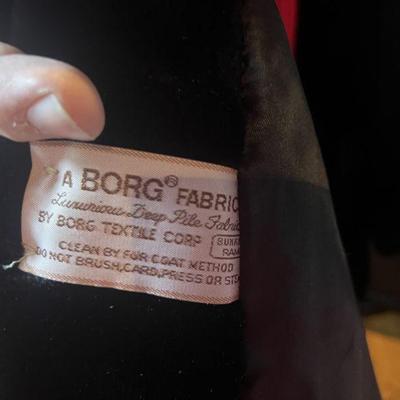 A BORG® FABRIC
Luxurious Deep Pile Fabric
BY BORG TEXTILE CORP
CLEAN BY FUR COAT METHOD
DO NOT BRUSH, CARD, PRESS OR